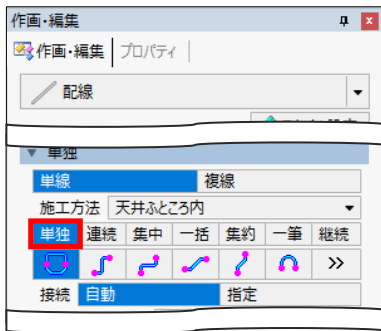 作画・編集
作画・編集 プロパティ
配線
単独
単線 複線
施工方法 天井ふところ内
単独 連続 集中 一括 集約 一筆 継続
>>
接続 自動 指定